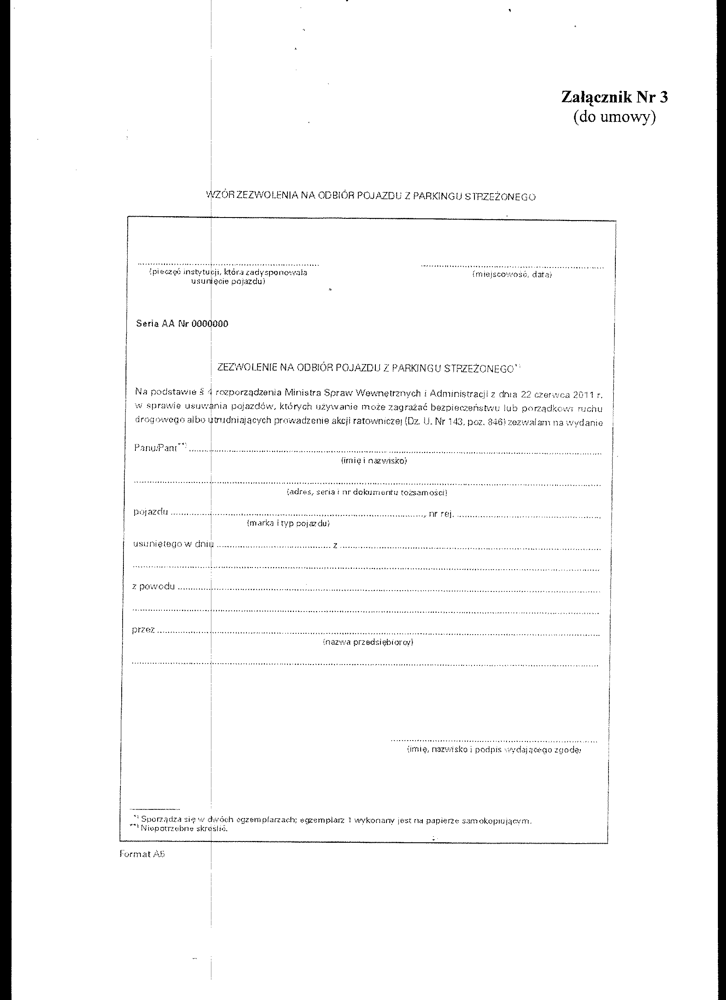 Załącznik Nr 3
(do umowy)
WZÓR ZEZWOLENIA NA ODBIÓR POJAZDU Z PARKINGU STRZEŻONEGO
(pieczęć instytucji, która zadysponowała
usunięcie pojazdu)
(miejscowość, data)
Seria AA Nr 0000000
ZEZWOLENIE NA ODBIÓR POJAZDU Z PARKINGU STRZEŻONEGO*)
Na podstawie § 4 rozporządzenia Ministra Spraw Wewnętrznych i Administracji z dnia 22 czerwca 2011 r.
w sprawie usuwania pojazdów, których używanie może zagrażać bezpieczeństwu lub porządkowi ruchu
drogowego albo utrudniających prowadzenie akcji ratowniczej (Dz. U. Nr 143, poz. 846) zezwalam na wydanie
Panu/Pani**) ..........
(imię i nazwisko)
(adres, seria i nr dokumentu tożsamości)
pojazdu .........., nr rej. ..........
(marka i typ pojazdu)
usuniętego w dniu .......... z ..........
z powodu ..........
przez ..........
(nazwa przedsiębiorcy)
(imię, nazwisko i podpis wydającego zgodę)
*) Sporządza się w dwóch egzemplarzach; egzemplarz 1 wykonany jest na papierze samokopiującym.
**) Niepotrzebne skreślić.
Format A5